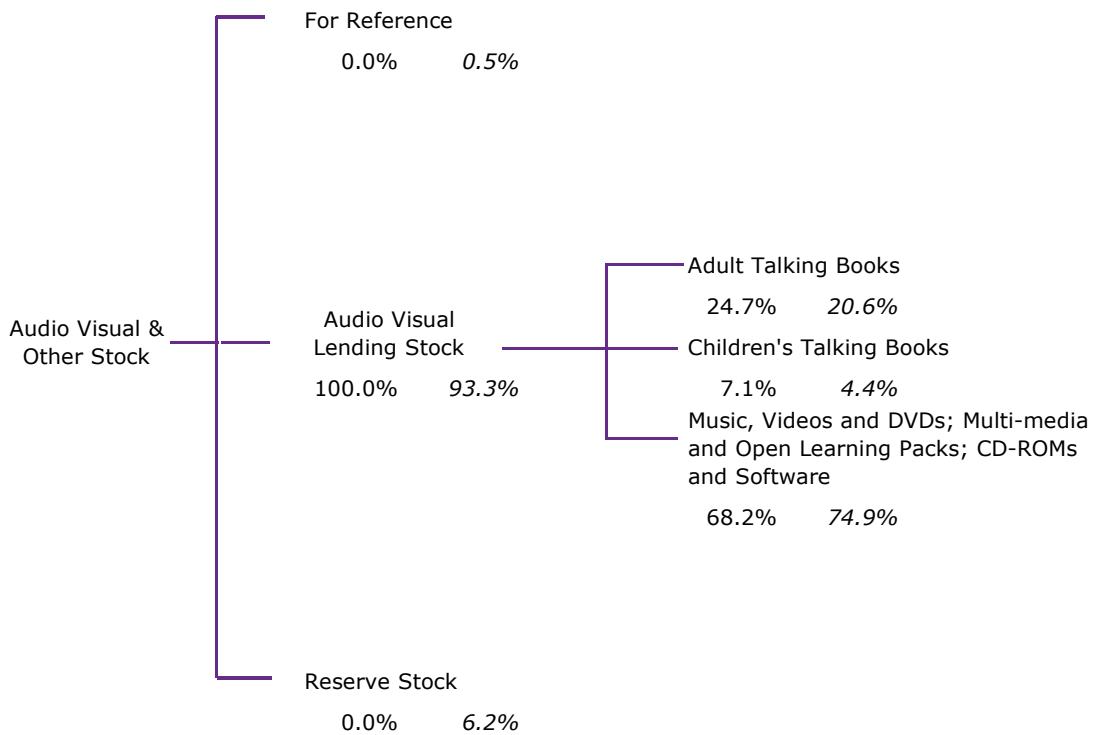 For Reference
0.0% 0.5%
Audio Visual &
Other Stock
Audio Visual
Lending Stock
100.0% 93.3%
Adult Talking Books
24.7% 20.6%
Children's Talking Books
7.1% 4.4%
Music, Videos and DVDs; Multi-media
and Open Learning Packs; CD-ROMs
and Software
68.2% 74.9%
Reserve Stock
0.0% 6.2%